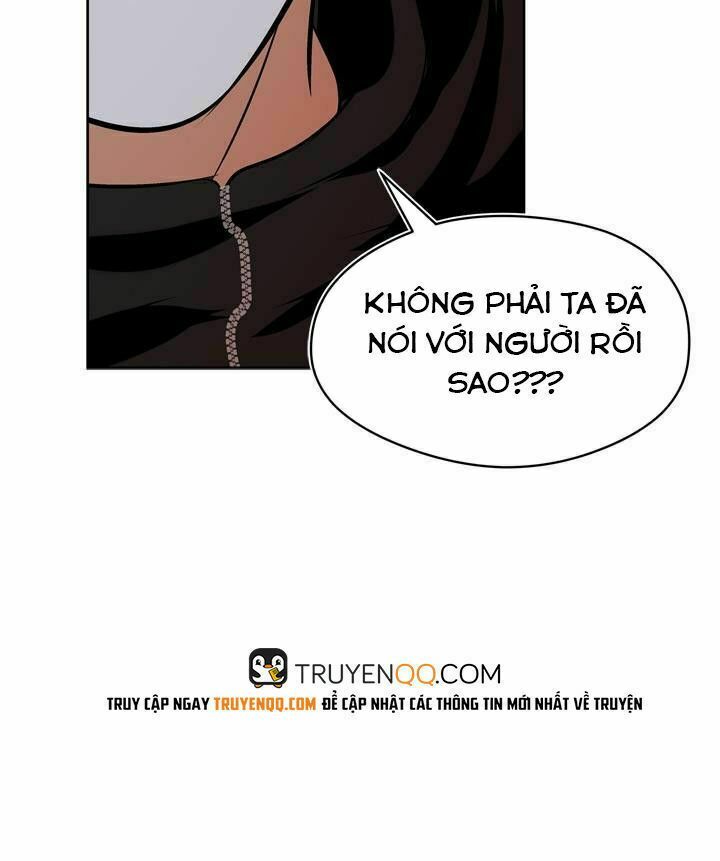 KHÔNG PHẢI TA ĐÃ
NÓI VỚI NGƯỜI RỒI
SAO???
TRUYENQQ.COM
TRUY CẬP NGAY TRUYENQQ.COM ĐỂ CẬP NHẬT CÁC THÔNG TIN MỚI NHẤT VỀ TRUYỆN